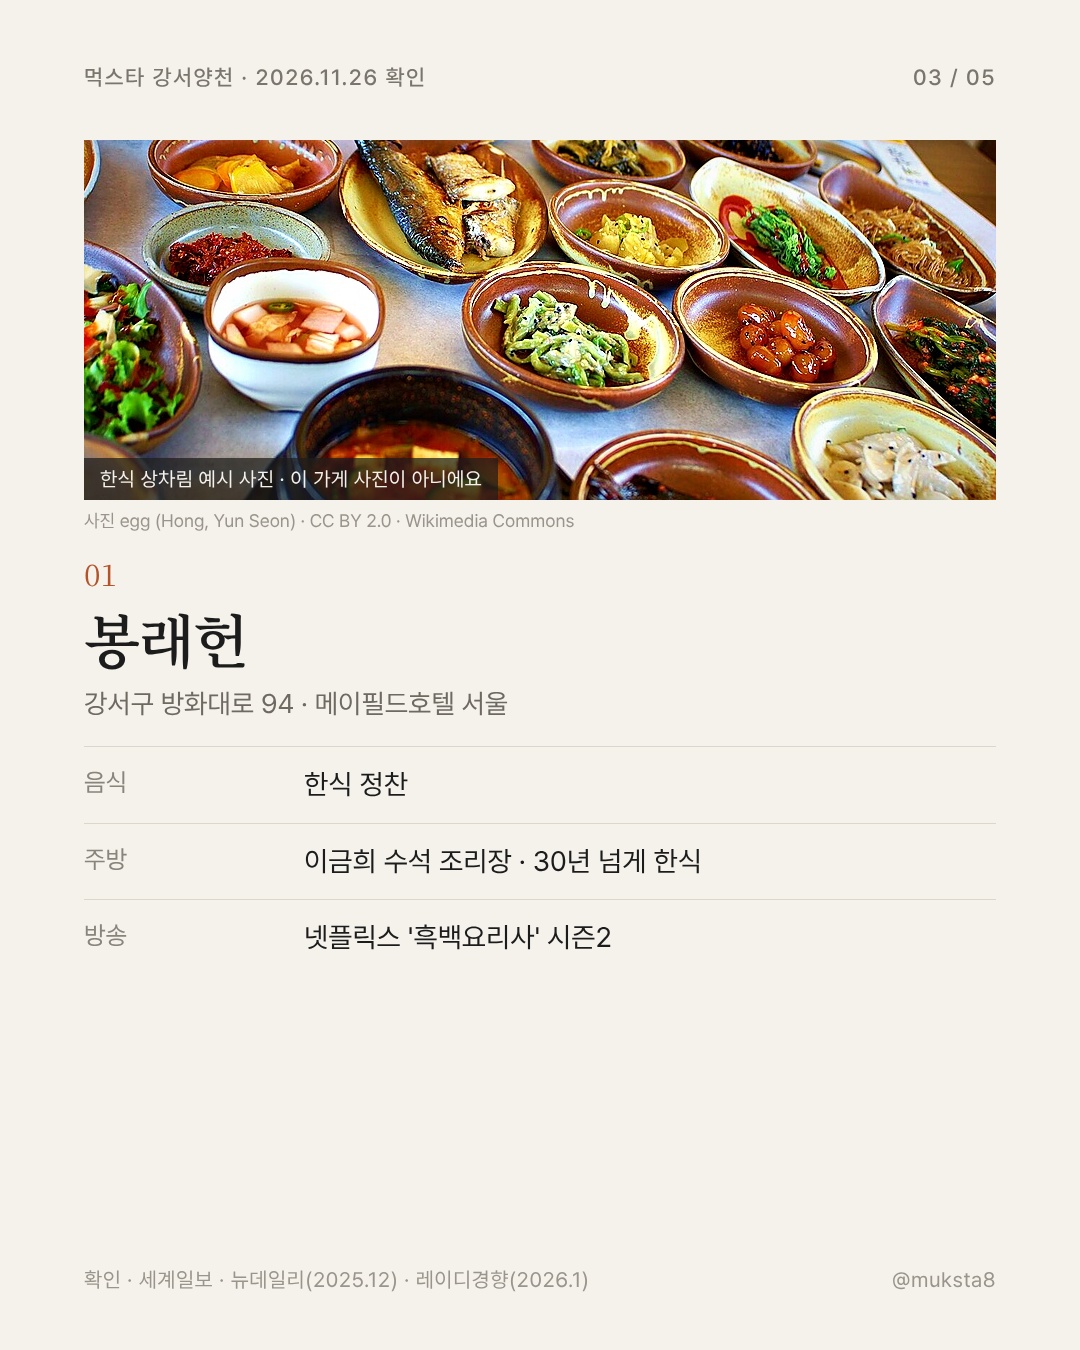 먹스타 강서양천 · 2026.11.26 확인
03 / 05
한식 상차림 예시 사진 · 이 가게 사진이 아니에요
사진 egg (Hong, Yun Seon) · CC BY 2.0 · Wikimedia Commons
01
봉래헌
강서구 방화대로 94 · 메이필드호텔 서울
음식
한식 정찬
주방
이금희 수석 조리장 · 30년 넘게 한식
방송
넷플릭스 '흑백요리사' 시즌2
확인 · 세계일보 · 뉴데일리(2025.12) · 레이디경향(2026.1)
@muksta8